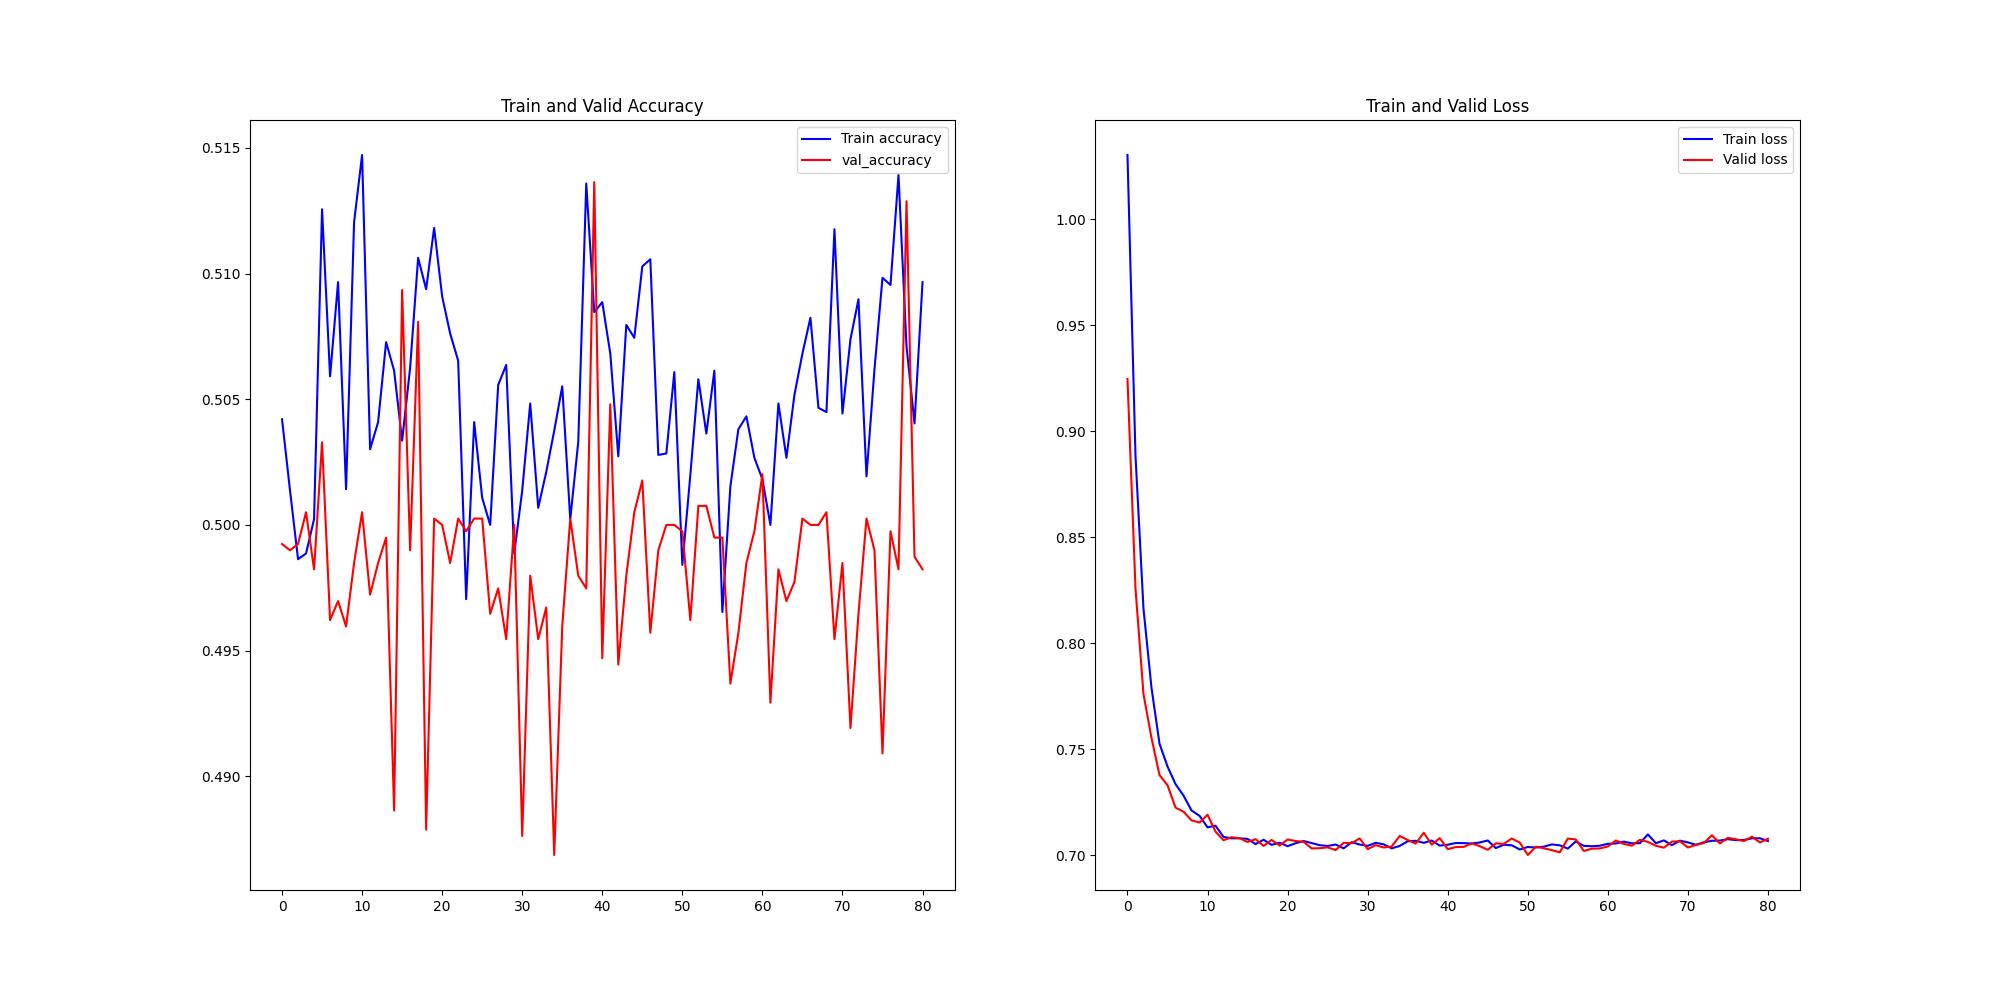 Train and Valid Accuracy
Train accuracy
val_accuracy
0.515
0.510
0.505
0.500
0.495
0.490
0 10 20 30 40 50 60 70 80
Train and Valid Loss
Train loss
Valid loss
1.00
0.95
0.90
0.85
0.80
0.75
0.70
0 10 20 30 40 50 60 70 80